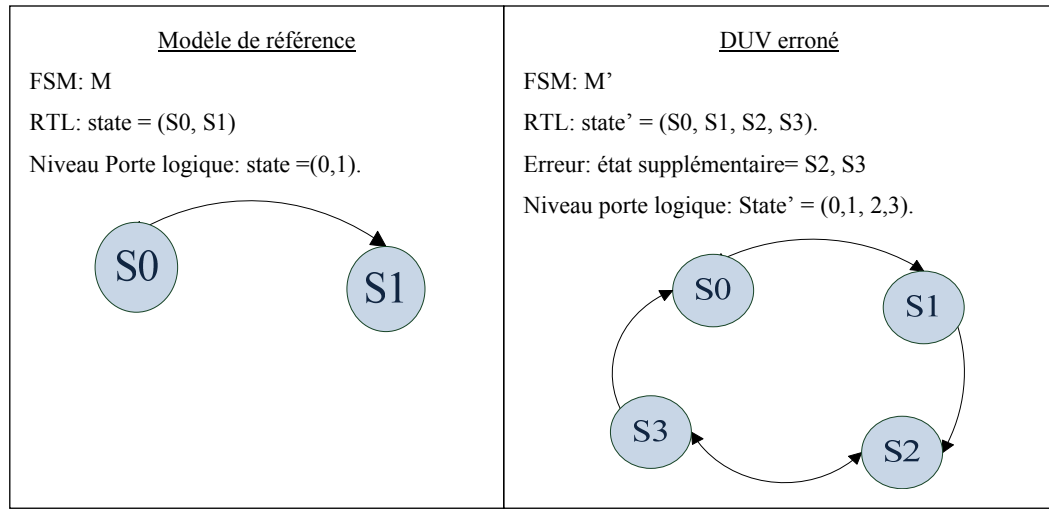 Modèle de référence
FSM: M
RTL: state = (S0, S1)
Niveau Porte logique: state =(0,1).
S0
S1
DUV erroné
FSM: M’
RTL: state’ = (S0, S1, S2, S3).
Erreur: état supplémentaire= S2, S3
Niveau porte logique: State’ = (0,1, 2,3).
S0
S1
S3
S2